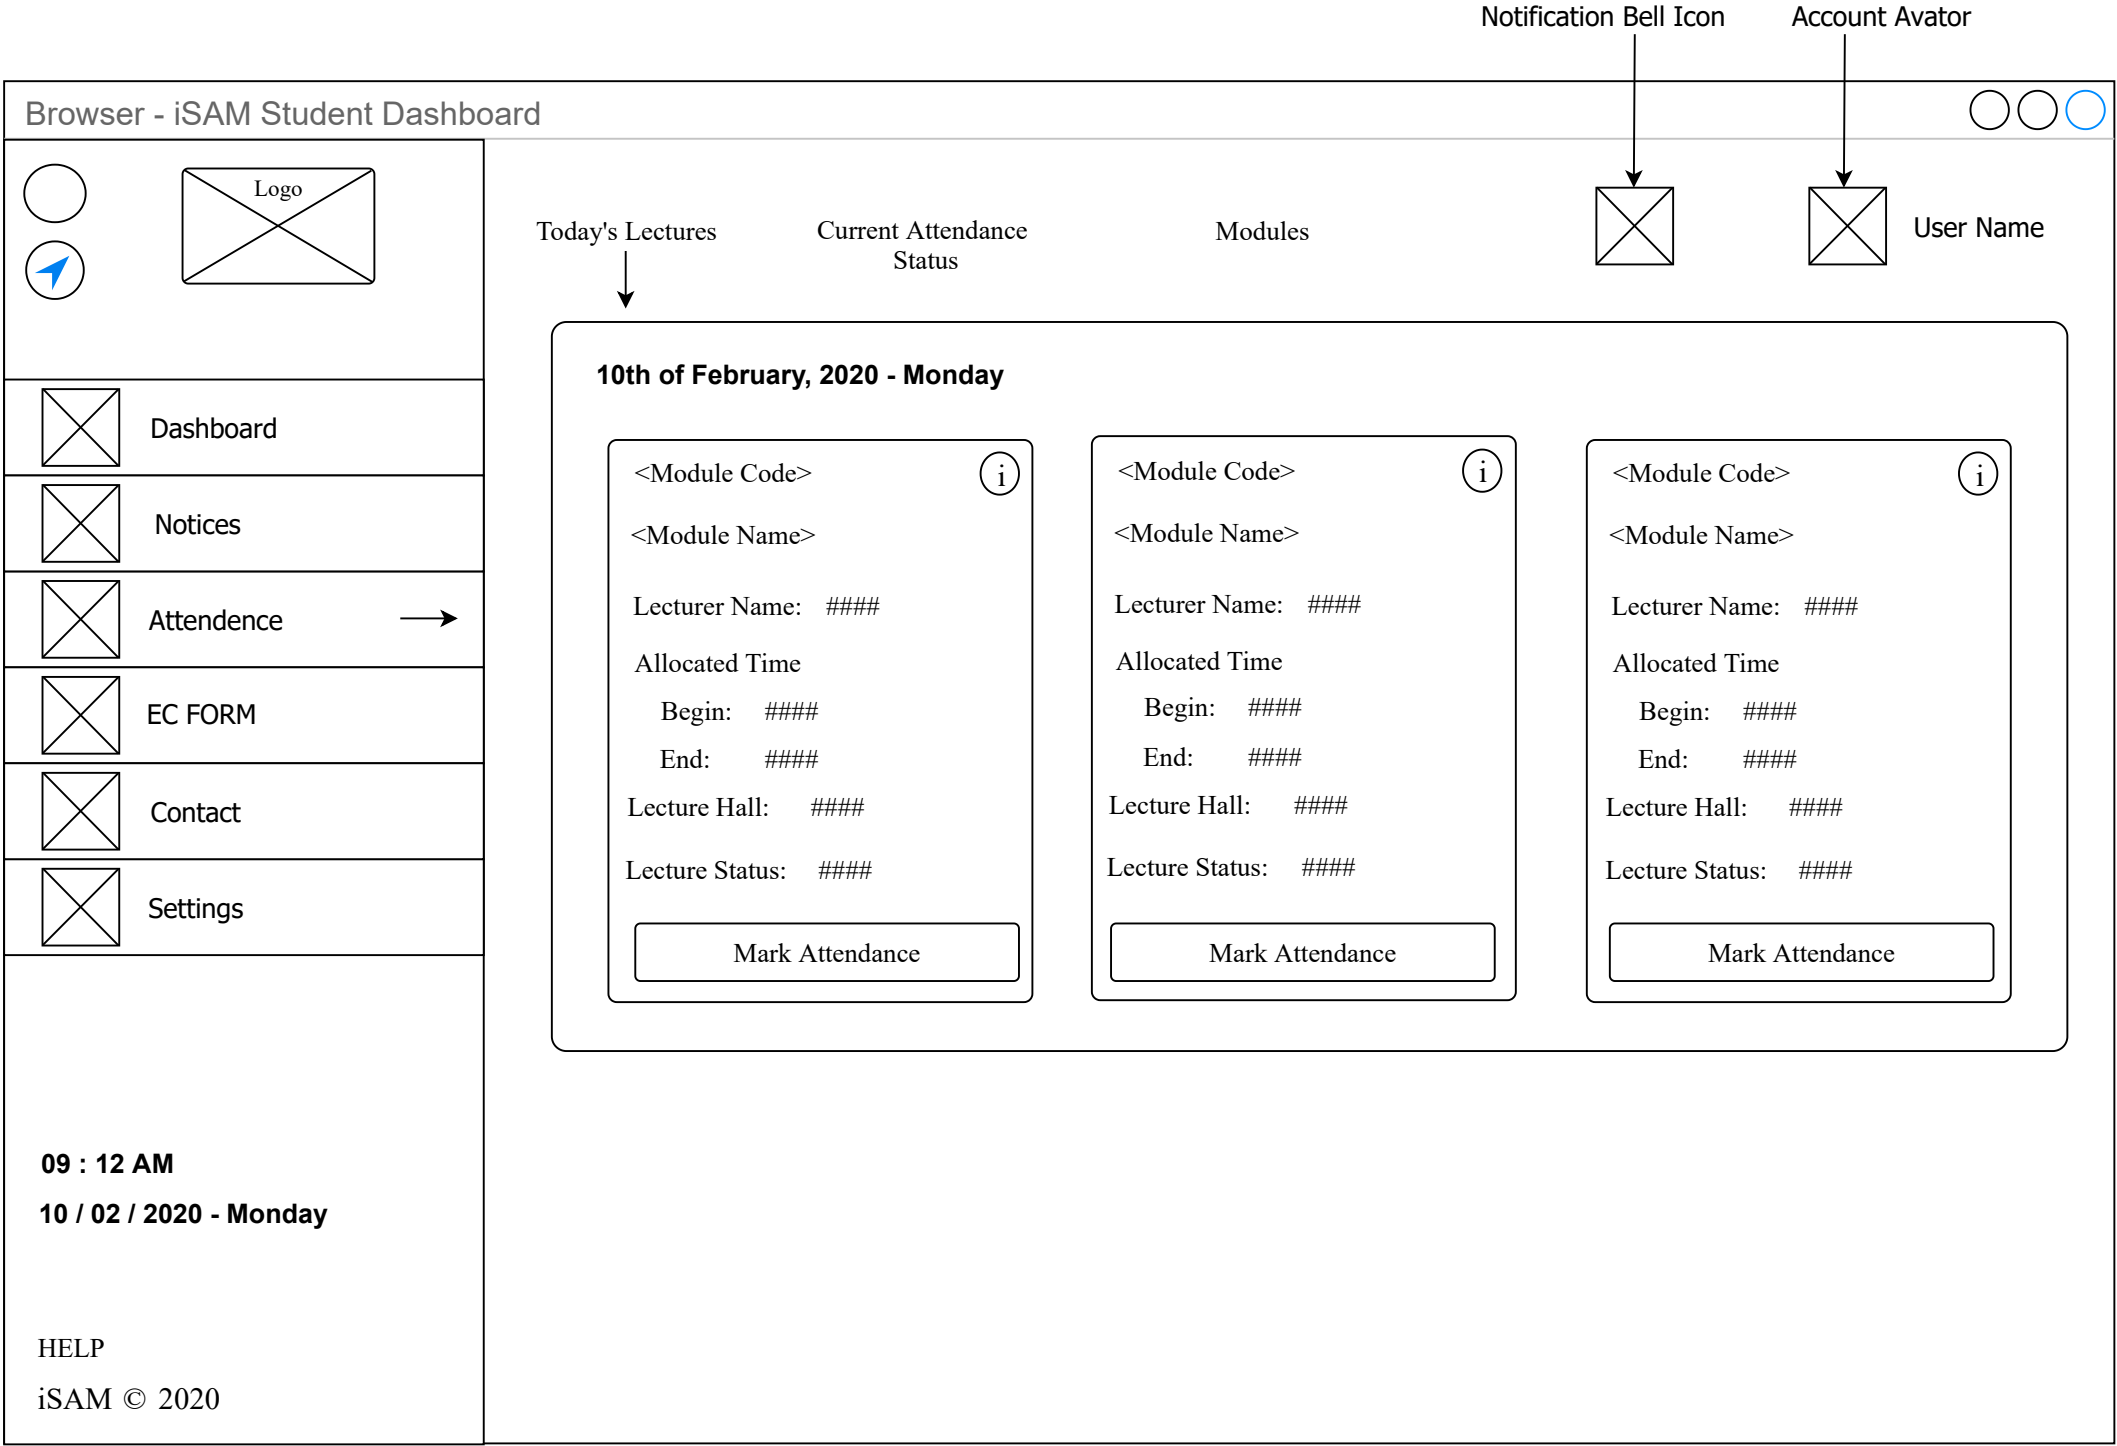 Notification Bell Icon
Account Avator
Browser - iSAM Student Dashboard
Logo
Today's Lectures
Current Attendance
Status
Modules
User Name
Dashboard
Notices
Attendence
EC FORM
Contact
Settings
09 : 12 AM
10 / 02 / 2020 - Monday
HELP
iSAM © 2020
10th of February, 2020 - Monday
<Module Code> i
<Module Name>
Lecturer Name: ####
Allocated Time
Begin: ####
End: ####
Lecture Hall: ####
Lecture Status: ####
Mark Attendance
<Module Code> i
<Module Name>
Lecturer Name: ####
Allocated Time
Begin: ####
End: ####
Lecture Hall: ####
Lecture Status: ####
Mark Attendance
<Module Code> i
<Module Name>
Lecturer Name: ####
Allocated Time
Begin: ####
End: ####
Lecture Hall: ####
Lecture Status: ####
Mark Attendance